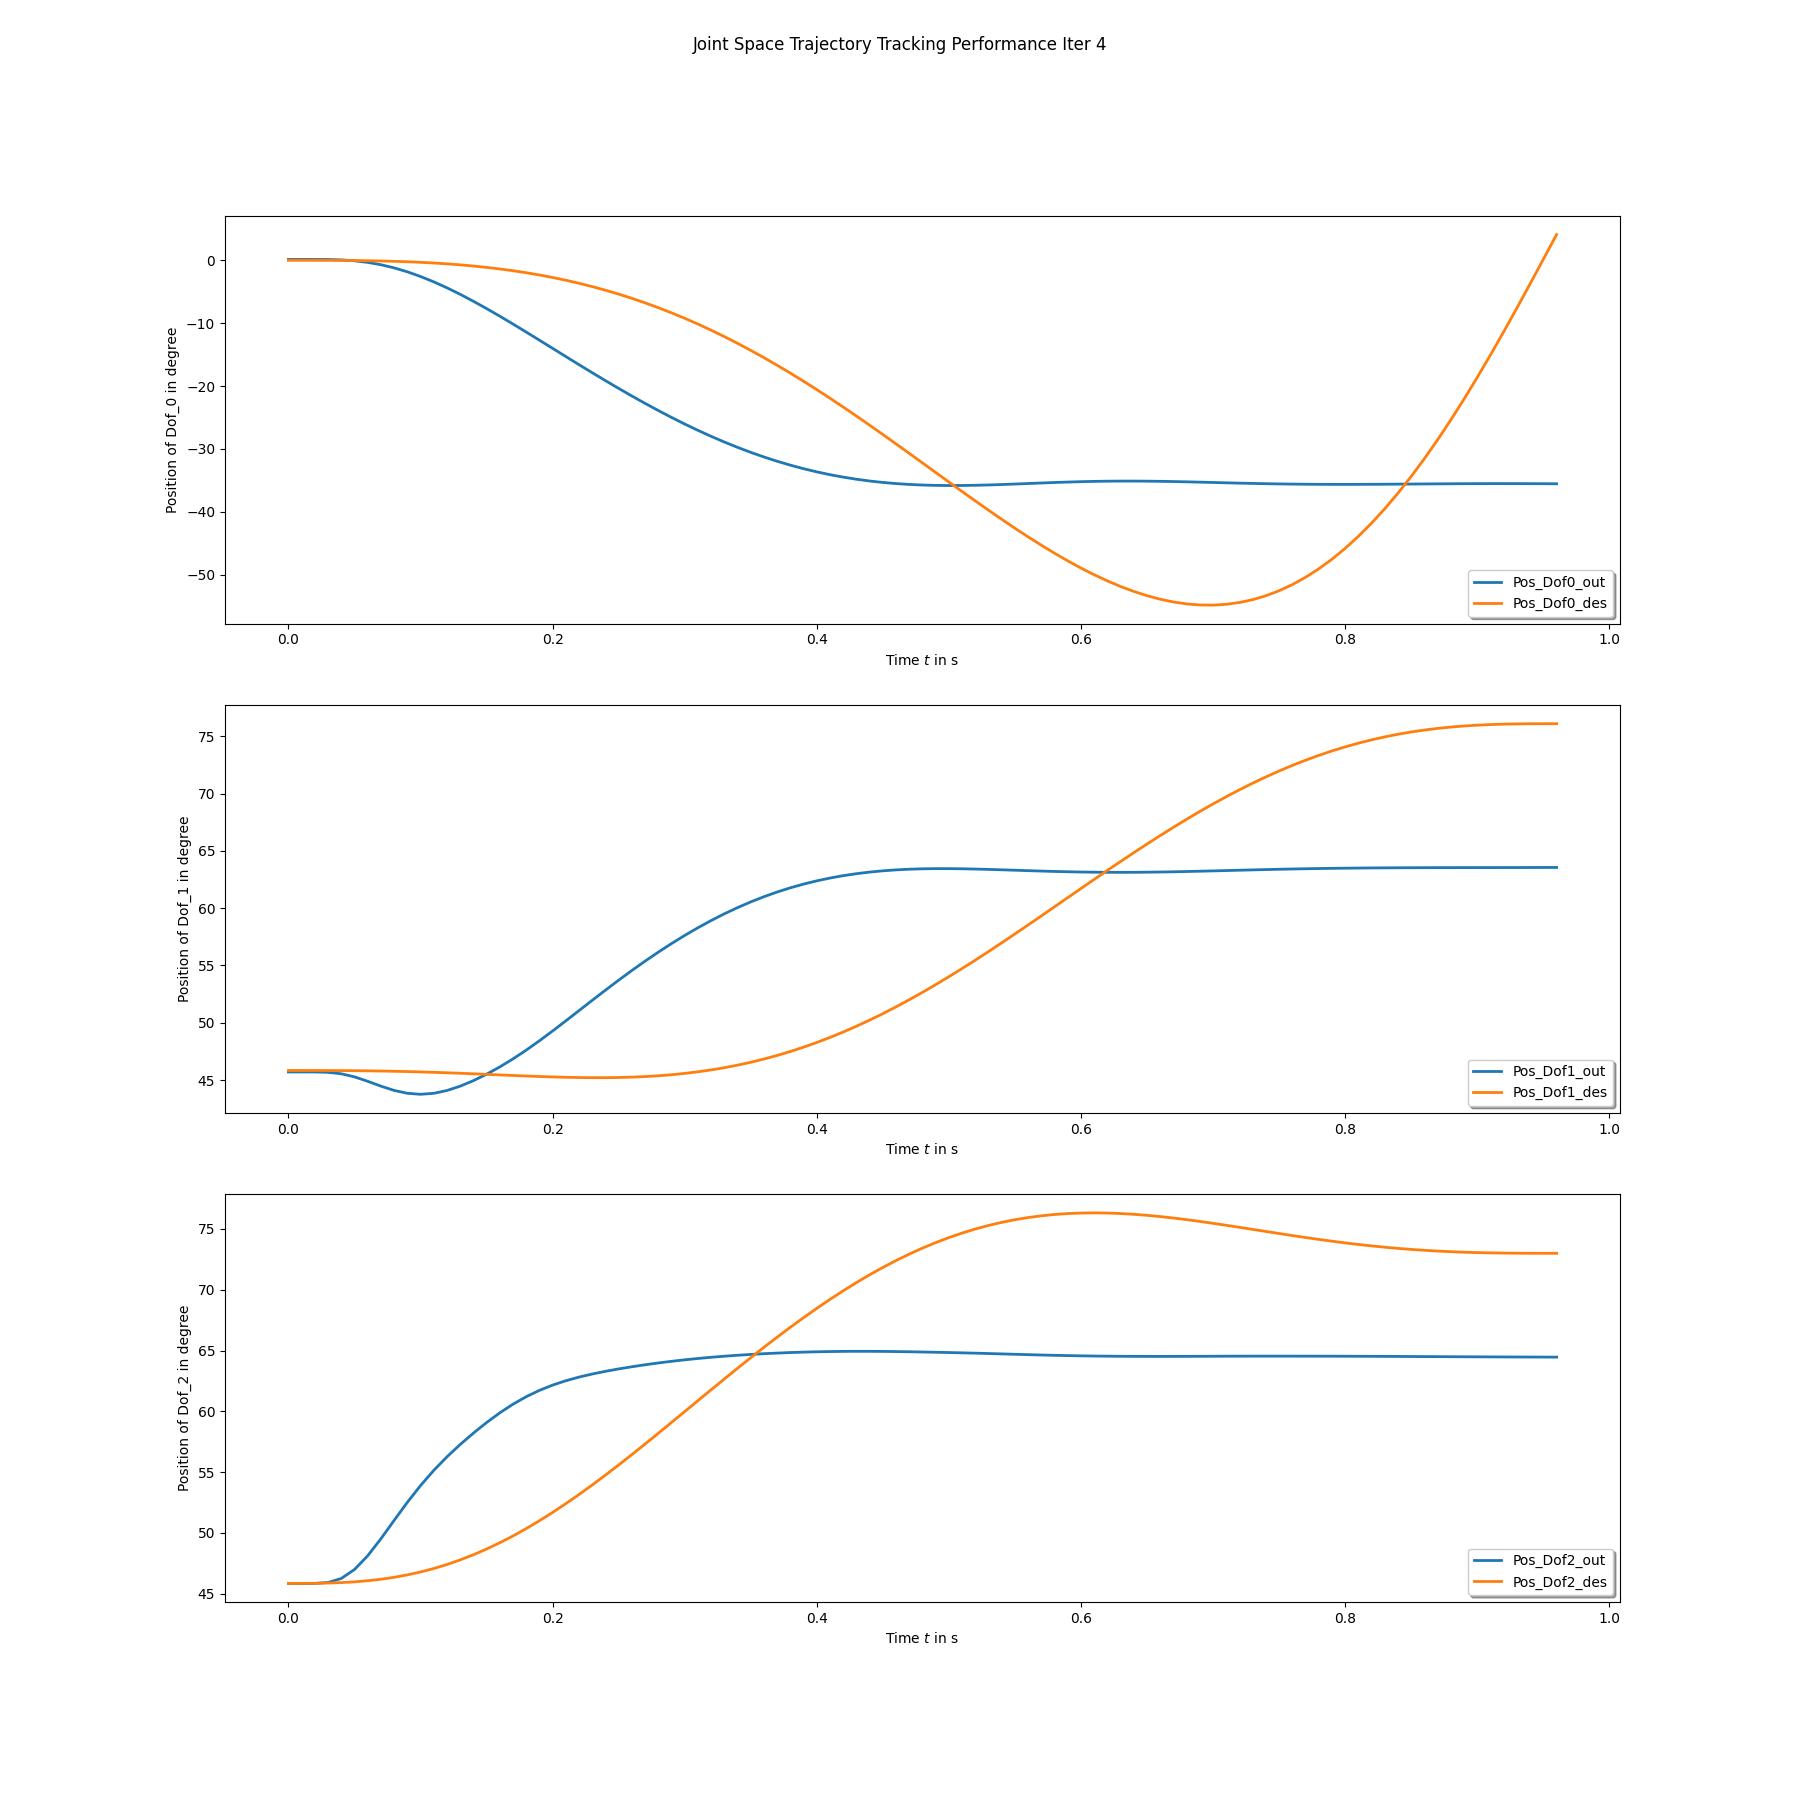 Joint Space Trajectory Tracking Performance Iter 4
Position of Dof_0 in degree
0
−10
−20
−30
−40
−50
Pos_Dof0_out
Pos_Dof0_des
0.0 0.2 0.4 0.6 0.8 1.0
Time t in s
Position of Dof_1 in degree
75
70
65
60
55
50
45
Pos_Dof1_out
Pos_Dof1_des
0.0 0.2 0.4 0.6 0.8 1.0
Time t in s
Position of Dof_2 in degree
75
70
65
60
55
50
45
Pos_Dof2_out
Pos_Dof2_des
0.0 0.2 0.4 0.6 0.8 1.0
Time t in s